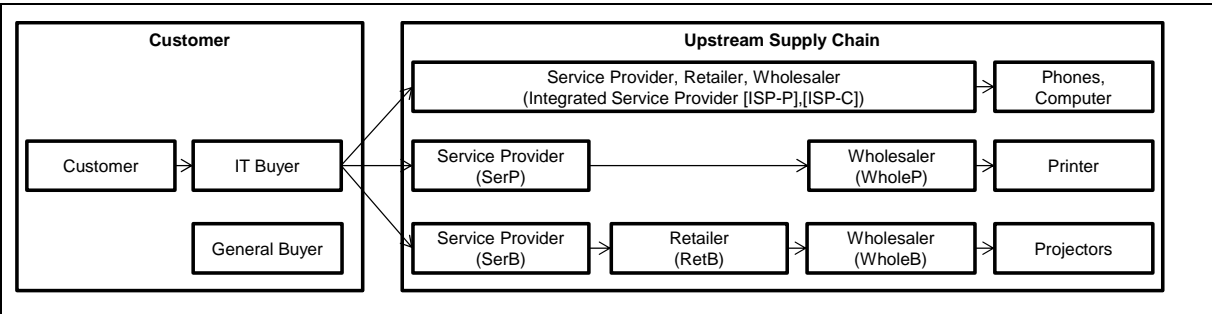 Customer
Upstream Supply Chain
Service Provider, Retailer, Wholesaler
(Integrated Service Provider [ISP-P],[ISP-C])
Phones,
Computer
Customer
IT Buyer
Service Provider
(SerP)
Wholesaler
(WholeP)
Printer
General Buyer
Service Provider
(SerB)
Retailer
(RetB)
Wholesaler
(WholeB)
Projectors